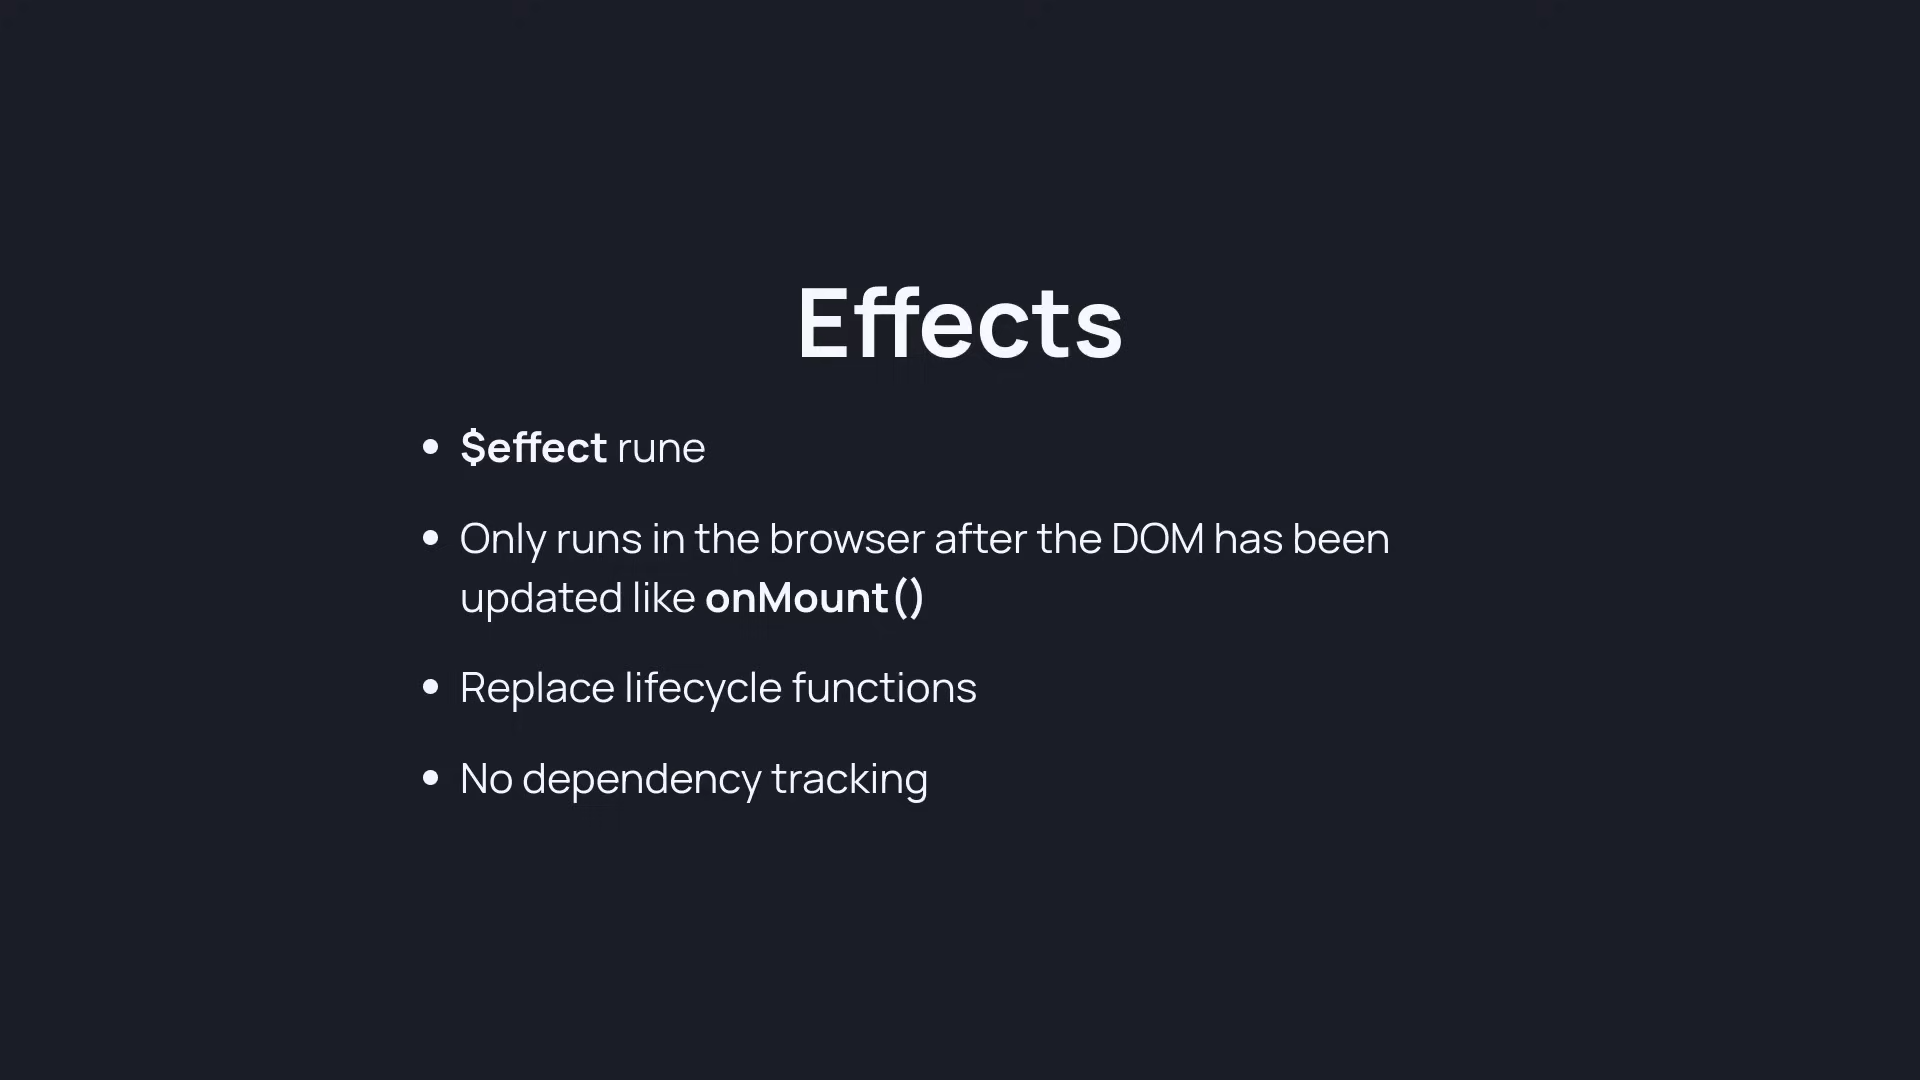 Effects
• $effect rune
• Only runs in the browser after the DOM has been
updated like onMount()
• Replace lifecycle functions
• No dependency tracking